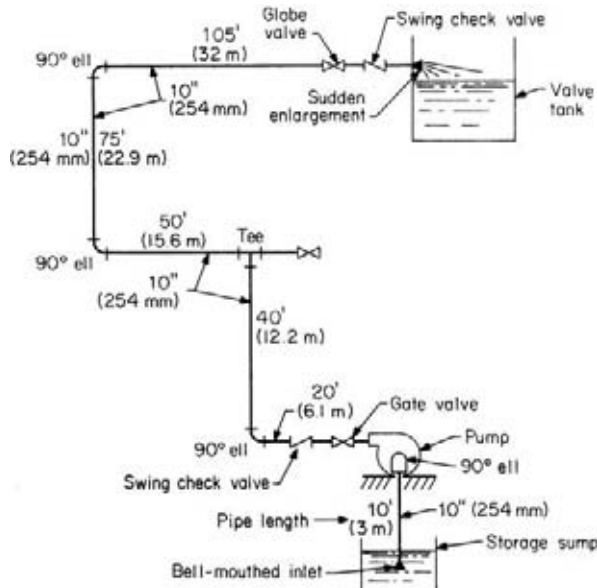 Globe
valve
Swing check valve
105'
(32 m)
90° ell
10"
(254 mm)
Sudden
enlargement
Valve
tank
10" 75'
(254 mm) (22.9 m)
50'
(15.6 m)
Tee
90° ell
10"
(254 mm)
40'
(12.2 m)
20'
(6.1 m)
Gate valve
Pump
90° ell
90° ell
Swing check valve
10'
(3 m)
10" (254 mm)
Pipe length
Storage sump
Bell-mouthed inlet